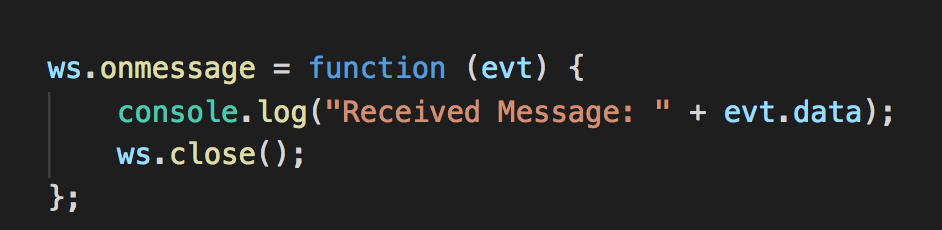 ws.onmessage = function (evt) {
    console.log("Received Message: " + evt.data);
    ws.close();
};